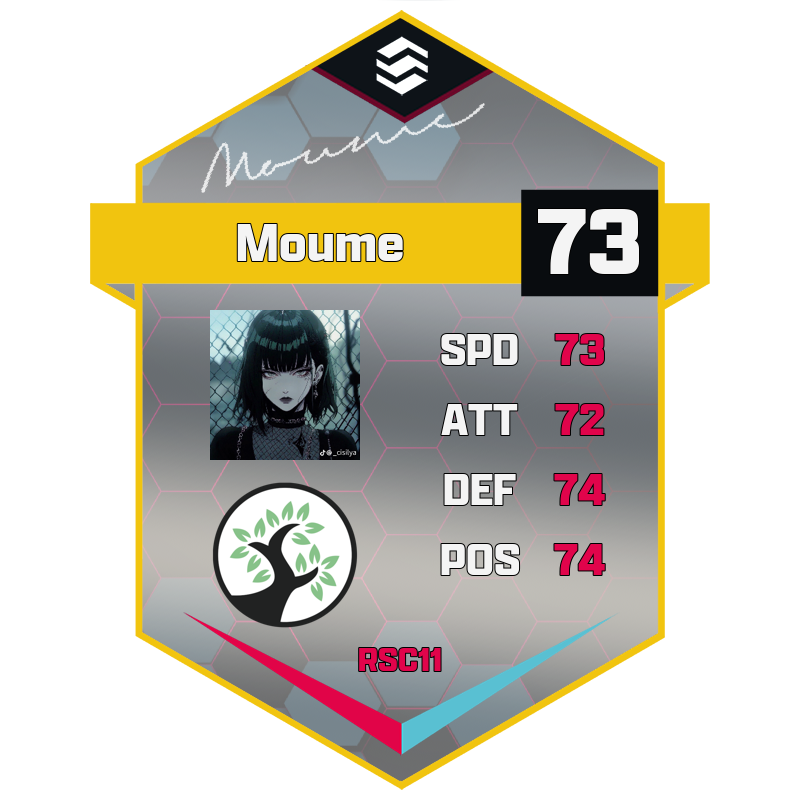 Moume
Moume
73
SPD 73
ATT 72
DEF 74
POS 74
@_cisilya
RSC11